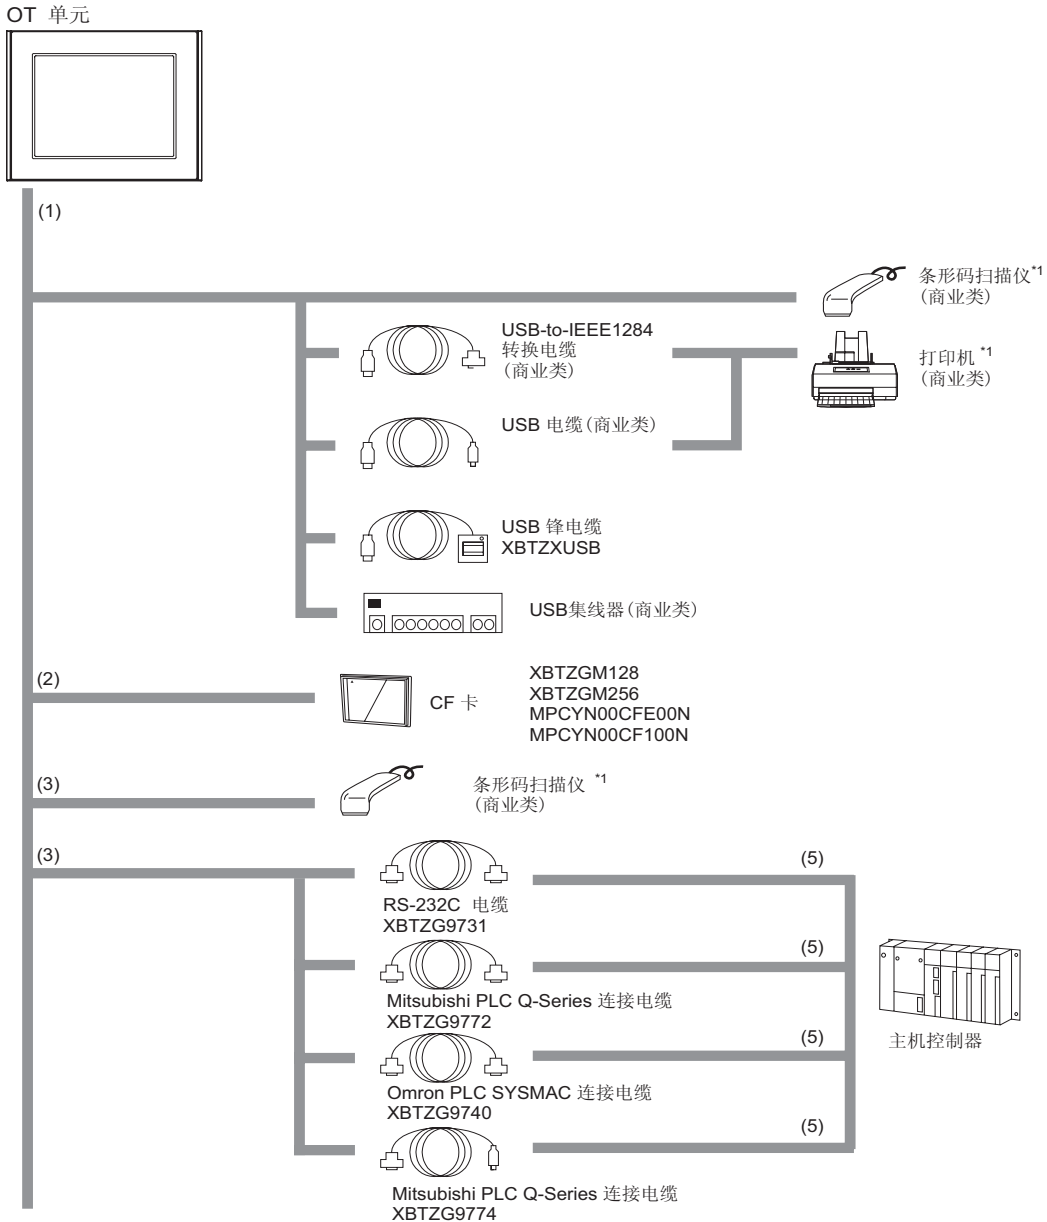 OT 单元
(1)
条形码扫描仪*1
(商业类)
USB-to-IEEE1284
转换电缆
(商业类)
打印机 *1
(商业类)
USB 电缆(商业类)
USB 锋电缆
XBTZXUSB
USB集线器(商业类)
(2)
CF 卡
XBTZGM128
XBTZGM256
MPCYN00CFE00N
MPCYN00CF100N
(3)
条形码扫描仪 *1
(商业类)
(3)
(5)
RS-232C 电缆
XBTZG9731
(5)
Mitsubishi PLC Q-Series 连接电缆
XBTZG9772
主机控制器
(5)
Omron PLC SYSMAC 连接电缆
XBTZG9740
(5)
Mitsubishi PLC Q-Series 连接电缆
XBTZG9774